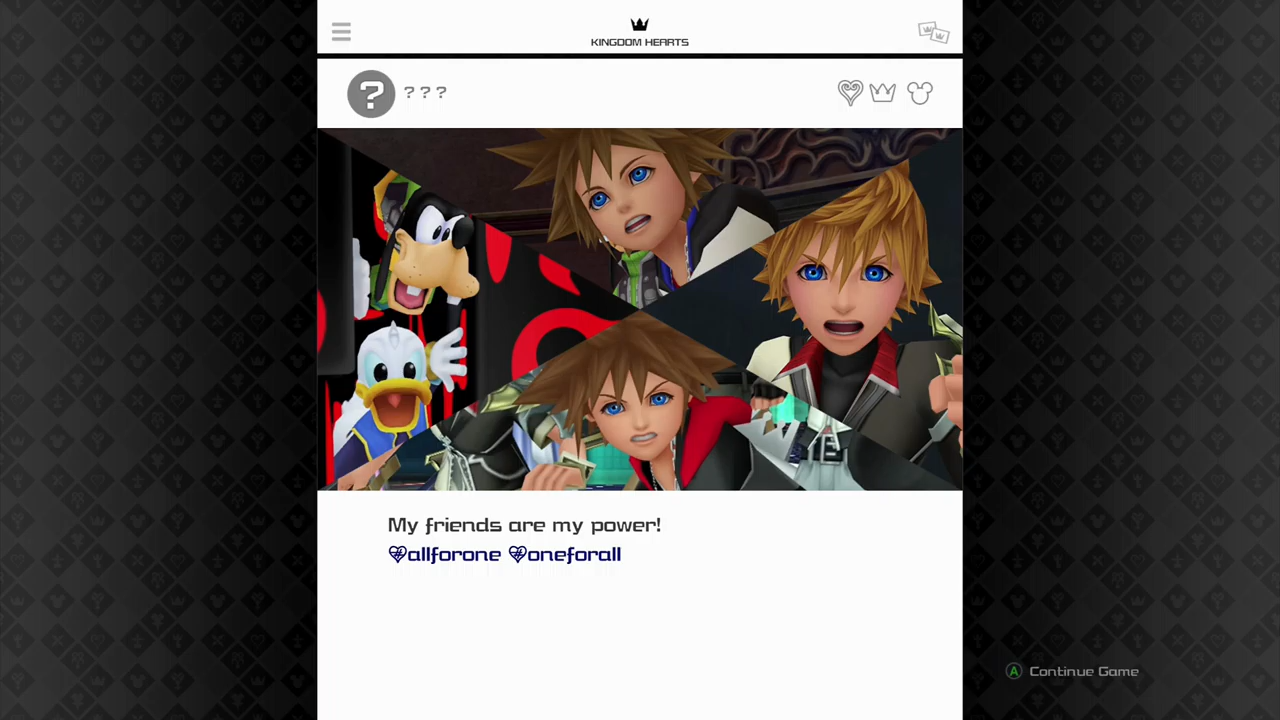 KINGDOM HEARTS
? ? ? ?
My friends are my power!
#allforone #oneforall
A Continue Game